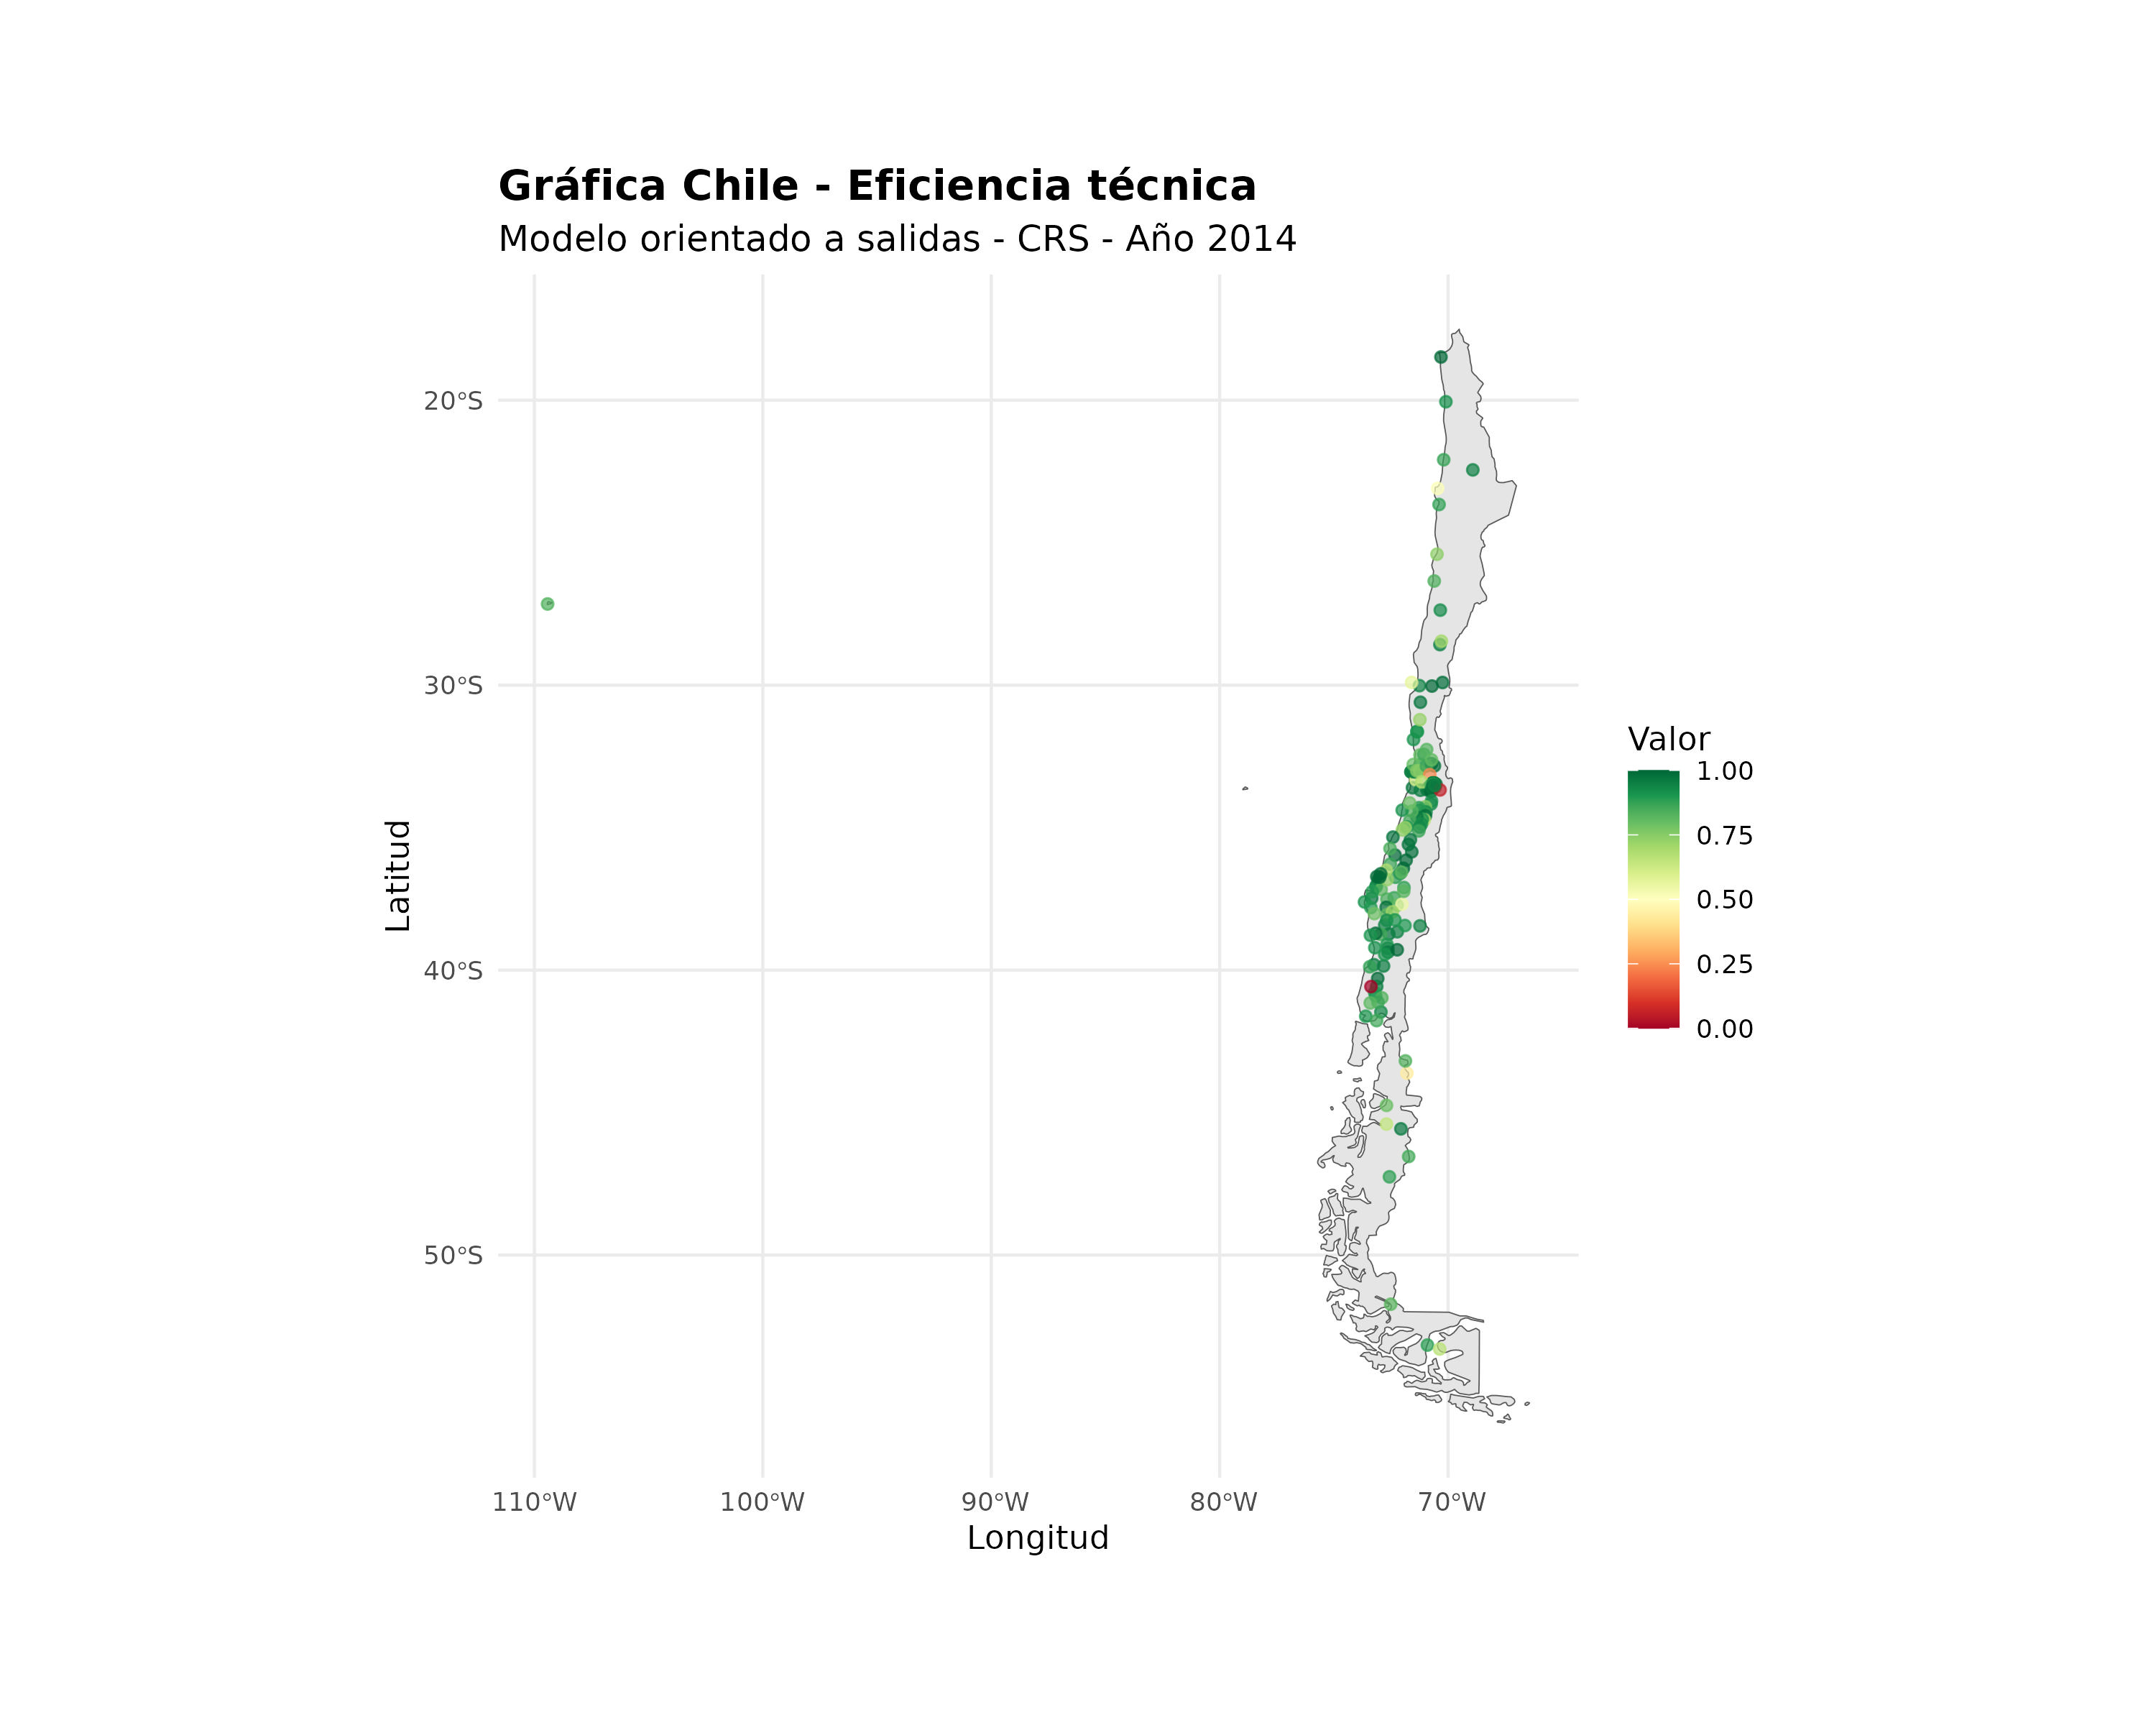 Gráfica Chile - Eficiencia técnica
Modelo orientado a salidas - CRS - Año 2014
20°S
30°S
40°S
50°S
Latitud
110°W
100°W
90°W
80°W
70°W
Longitud
Valor
1.00
0.75
0.50
0.25
0.00